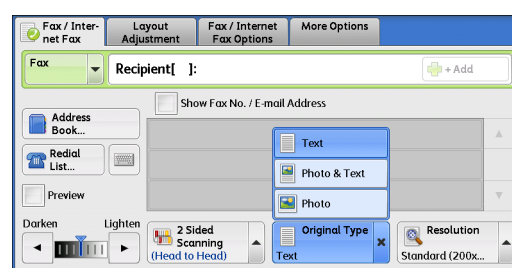 Fax / Inter-
net Fax
Layout
Adjustment
Fax / Internet
Fax Options
More Options
Fax
Recipient[   ]:
+ Add
Show Fax No. / E-mail Address
Address
Book...
Redial
List...
Preview
Text
Photo & Text
Photo
Darken
Lighten
2 Sided
Scanning
(Head to Head)
Original Type
Text
Resolution
Standard (200x...